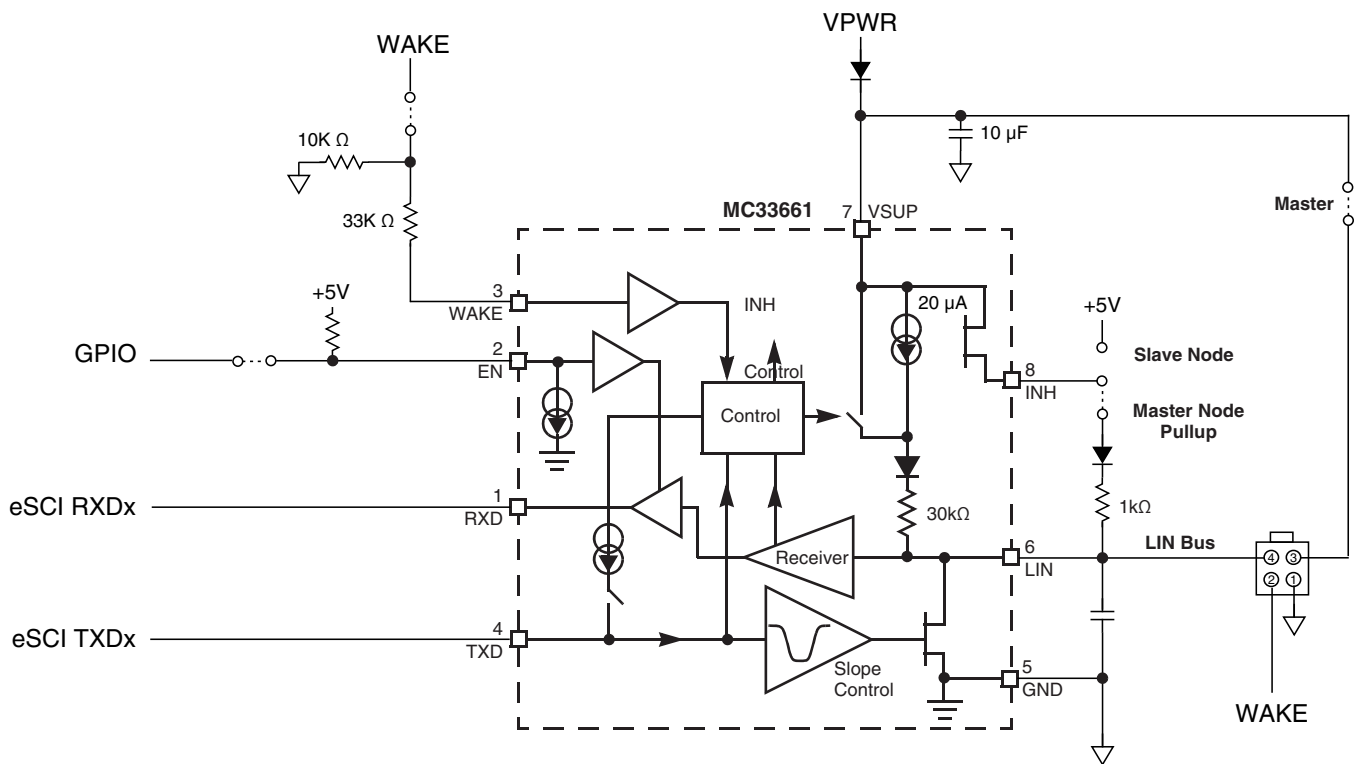 VPWR
WAKE
10 µF
10K Ω
Master
MC33661
7
VSUP
33K Ω
3
WAKE
INH
20 µA
+5V
+5V
GPIO
2
EN
Slave Node
Control
8
INH
Control
Master Node
Pullup
eSCI RXDx
1
RXD
30kΩ
1kΩ
Receiver
6
LIN
LIN Bus
4 3
2 1
eSCI TXDx
4
TXD
Slope
Control
5
GND
WAKE